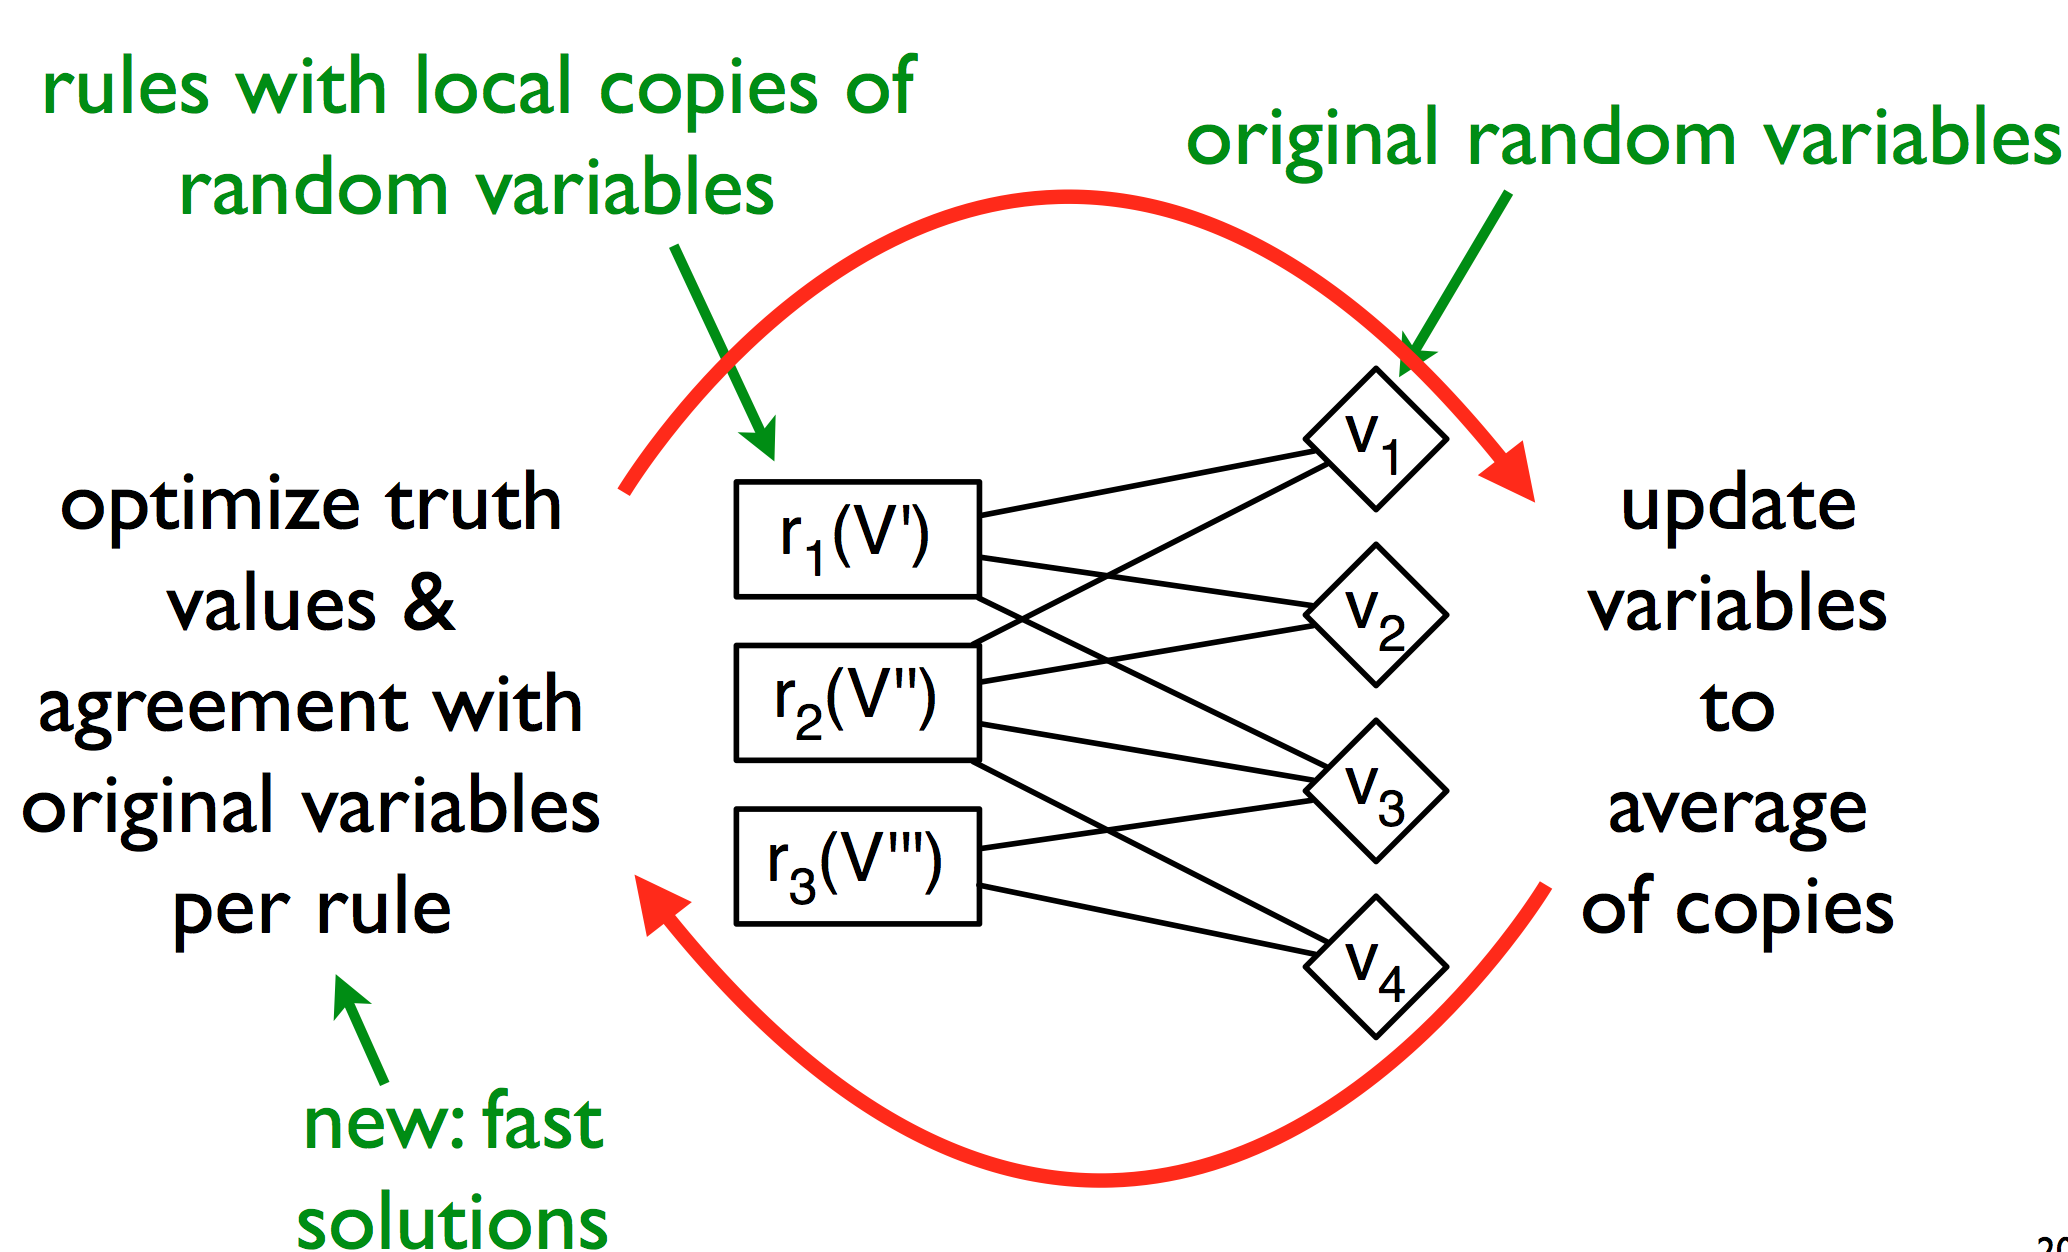 rules with local copies of
random variables
original random variables
optimize truth
values &
agreement with
original variables
per rule
r1(V')
r2(V'')
r3(V''')
v1
v2
v3
v4
update
variables
to
average
of copies
new: fast
solutions
20